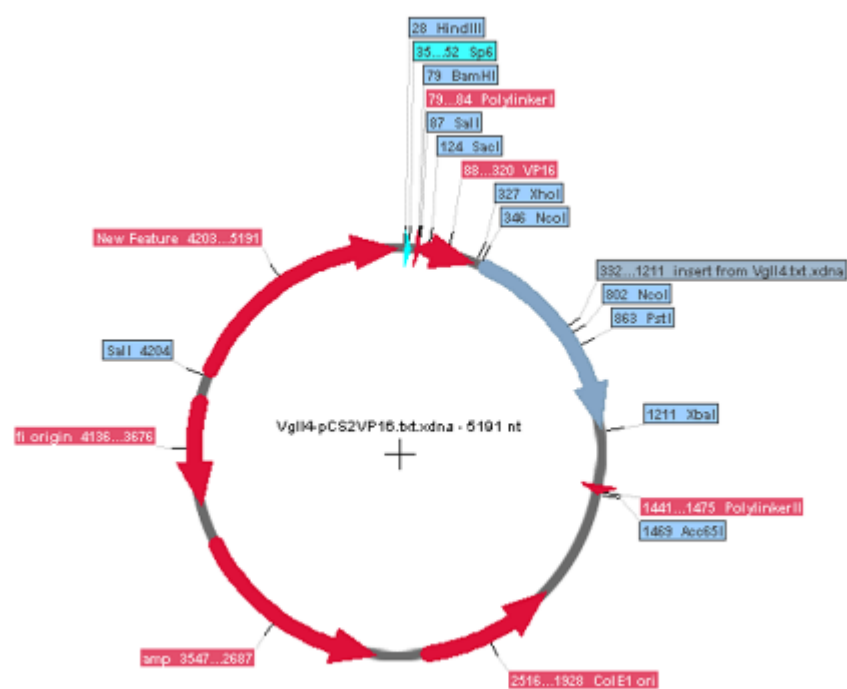 28 HindIII
35...52 Sp6
79 BamHI
79...84 PolylinkerI
87 SalI
124 SacI
88...320 VP16
327 XhoI
346 NcoI
New Feature 4203...5191
332...1211 insert from Vgll4.txt.xdna
802 NcoI
863 PstI
SalI 4204
1211 XbaI
Vgll4-pCS2VP16.txt.xdna - 5191 nt
fi origin 4136...3676
1441...1475 PolylinkerII
1469 Acc65I
amp 3547...2687
2516...1928 ColE1 ori